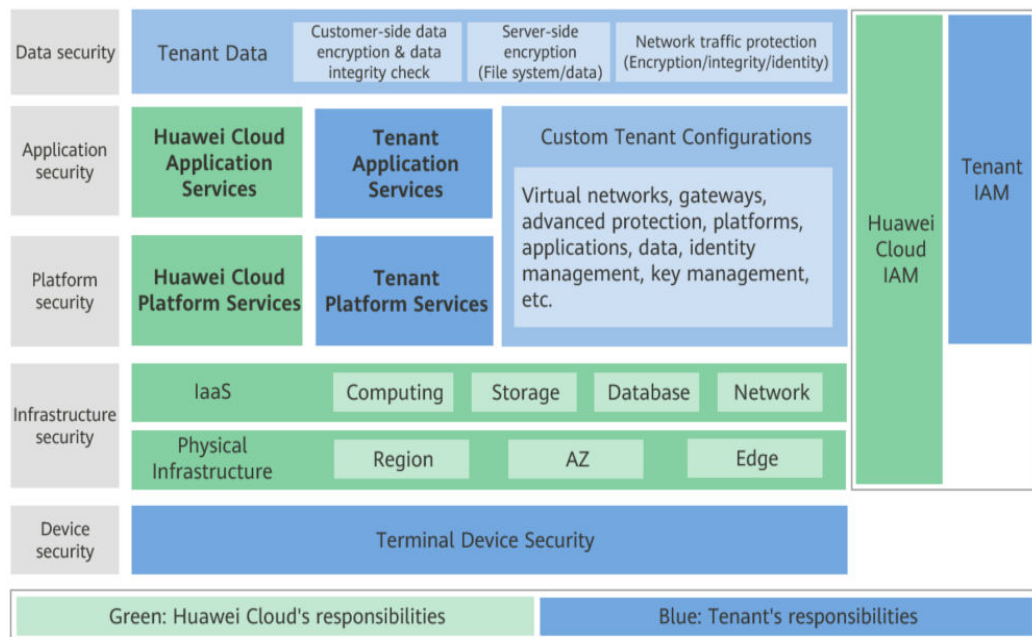 Data security
Tenant Data
Customer-side data
encryption & data
integrity check
Server-side
encryption
(File system/data)
Network traffic protection
(Encryption/integrity/identity)
Application
security
Huawei Cloud
Application
Services
Tenant
Application
Services
Custom Tenant Configurations
Virtual networks, gateways,
advanced protection, platforms,
applications, data, identity
management, key management,
etc.
Platform
security
Huawei Cloud
Platform Services
Tenant
Platform Services
Huawei
Cloud
IAM
Tenant
IAM
Infrastructure
security
IaaS
Computing
Storage
Database
Network
Physical
Infrastructure
Region
AZ
Edge
Device
security
Terminal Device Security
Green: Huawei Cloud's responsibilities
Blue: Tenant's responsibilities